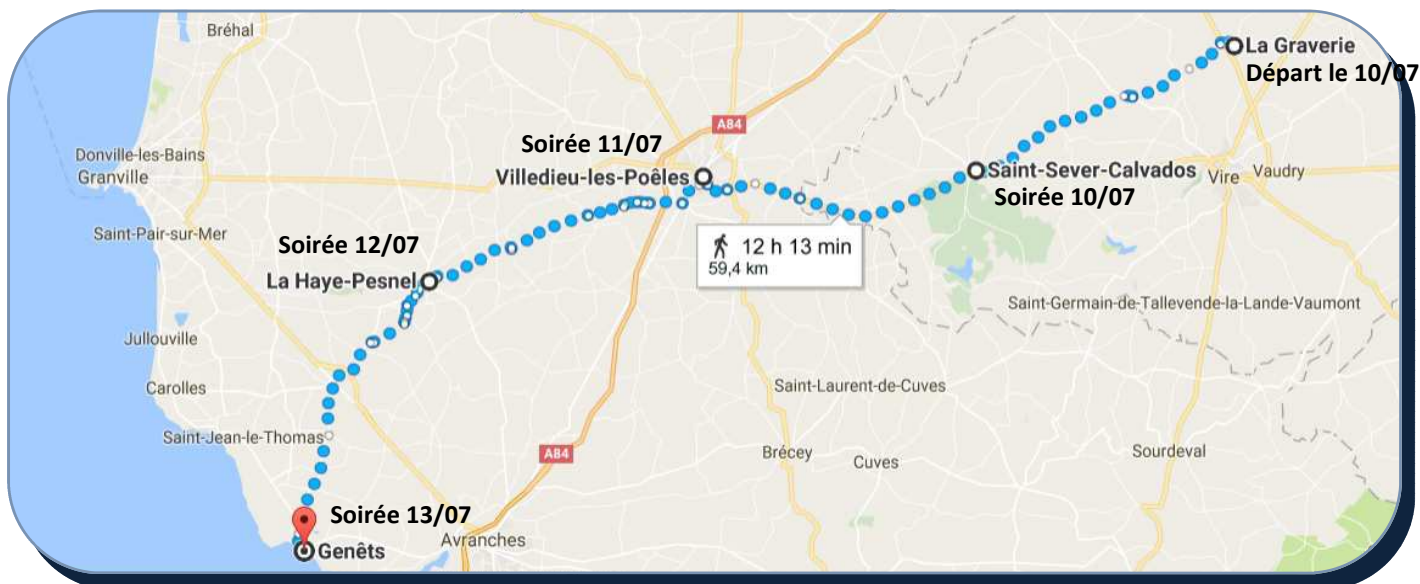 Bréhal
La Graverie
Départ le 10/07
A84
Soirée 11/07
Donville-les-Bains
Granville
Villedieu-les-Poêles
Saint-Sever-Calvados
Vire
Vaudry
Soirée 10/07
Saint-Pair-sur-Mer
Soirée 12/07
12 h 13 min
59,4 km
La Haye-Pesnel
Saint-Germain-de-Tallevende-la-Lande-Vaumont
Jullouville
Carolles
Saint-Laurent-de-Cuves
Saint-Jean-le-Thomas
A84
Brécey
Cuves
Sourdeval
Soirée 13/07
Avranches
Genêts